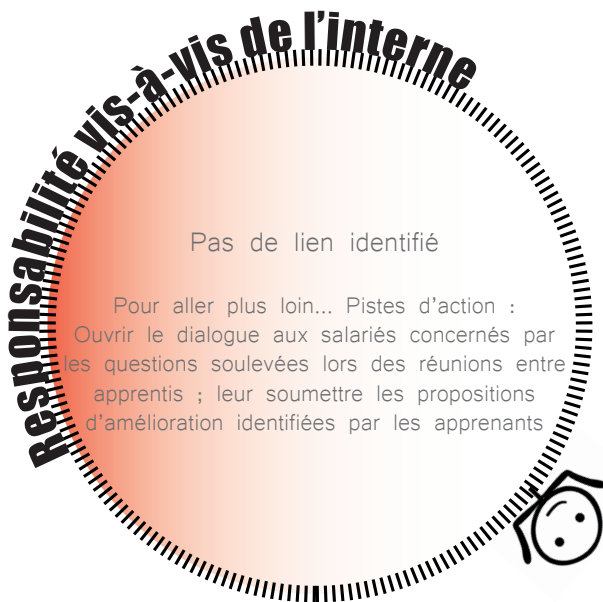 Responsabilité vis-à-vis de l'interne
Pas de lien identifié
Pour aller plus loin... Pistes d'action :
Ouvrir le dialogue aux salariés concernés par
les questions soulevées lors des réunions entre
apprentis ; leur soumettre les propositions
d'amélioration identifiées par les apprenants